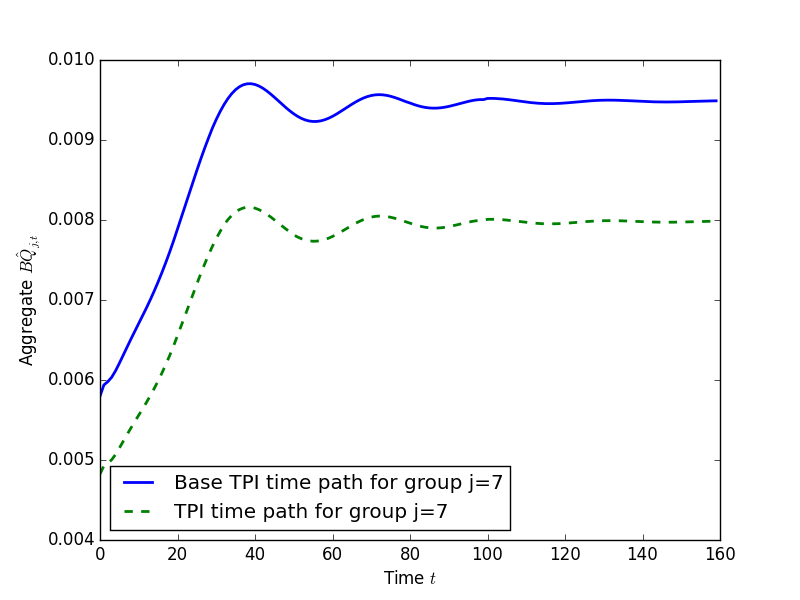 0.010
0.009
0.008
0.007
0.006
0.005
0.004
Aggregate $\hat{BQ}_{j,t}$
Base TPI time path for group j=7
TPI time path for group j=7
0 20 40 60 80 100 120 140 160
Time t